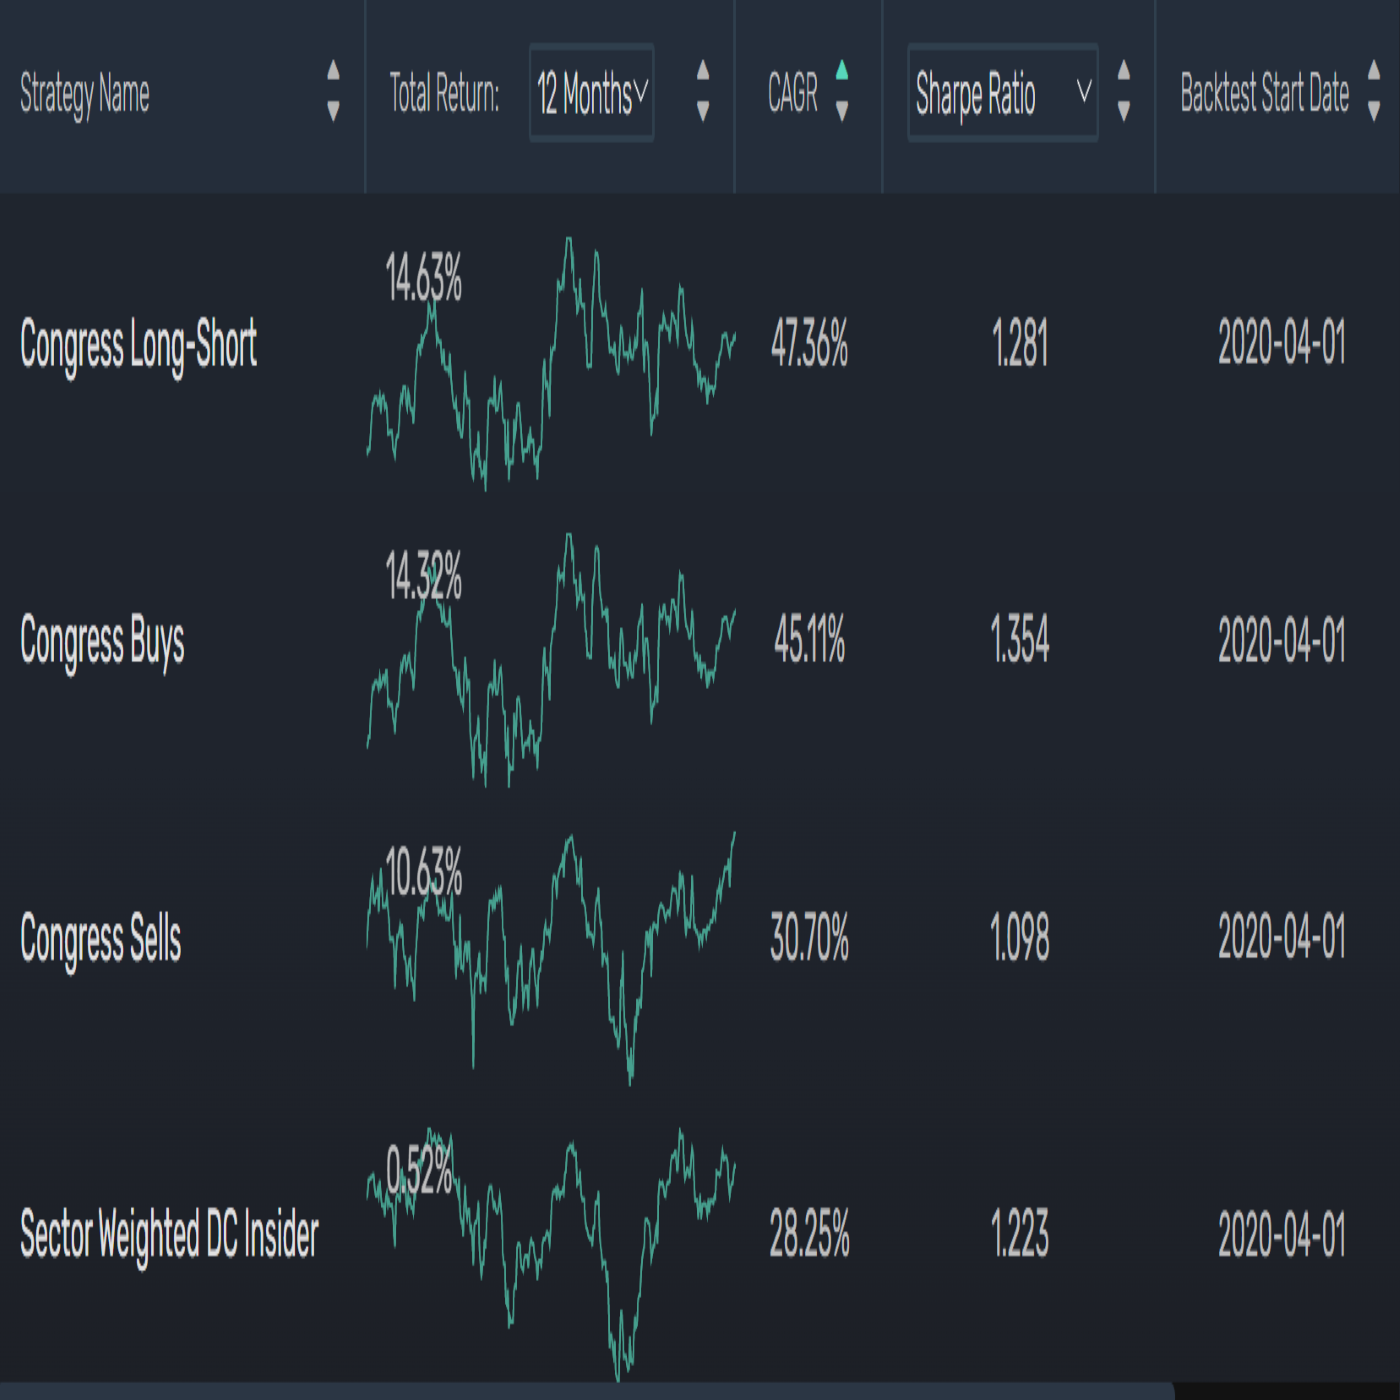 Strategy Name Total Return: 12 Months CAGR Sharpe Ratio Backtest Start Date
Congress Long-Short 14.63% 47.36% 1.281 2020-04-01
Congress Buys 14.32% 45.11% 1.354 2020-04-01
Congress Sells 10.63% 30.70% 1.098 2020-04-01
Sector Weighted DC Insider 0.52% 28.25% 1.223 2020-04-01